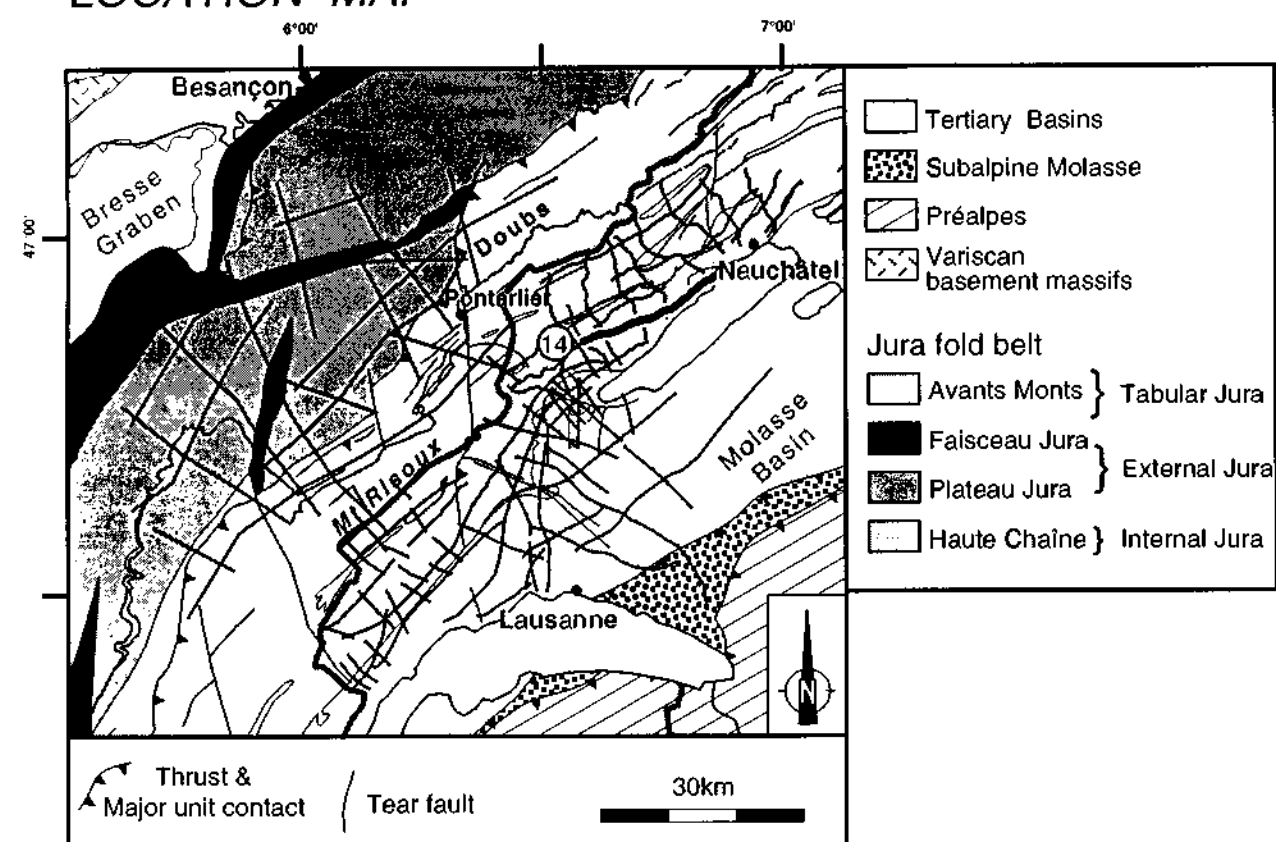 LOCATION MAP
6°00'
7°00'
Besançon
Bresse
Graben
47°00'
Doubs
Neuchâtel
Pontarlier
14
Mt Risoux
Molasse
Basin
Lausanne
N
Tertiary Basins
Subalpine Molasse
Préalpes
Variscan
basement massifs
Jura fold belt
Avants Monts } Tabular Jura
Faisceau Jura
} External Jura
Plateau Jura
Haute Chaîne } Internal Jura
Thrust &
Major unit contact
Tear fault
30km